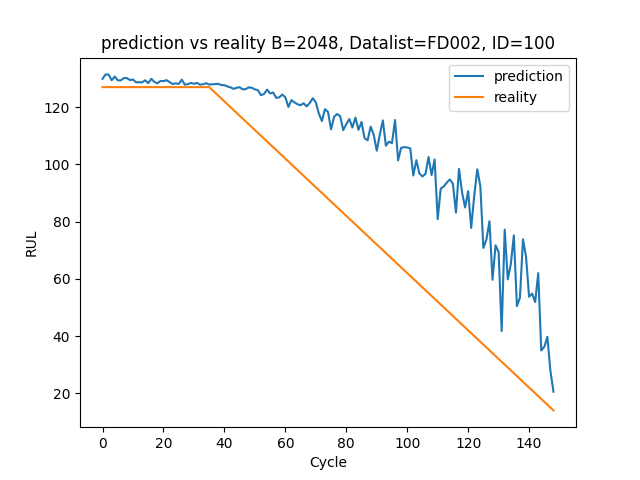 prediction vs reality B=2048, Datalist=FD002, ID=100
prediction
reality
RUL
120
100
80
60
40
20
0 20 40 60 80 100 120 140
Cycle